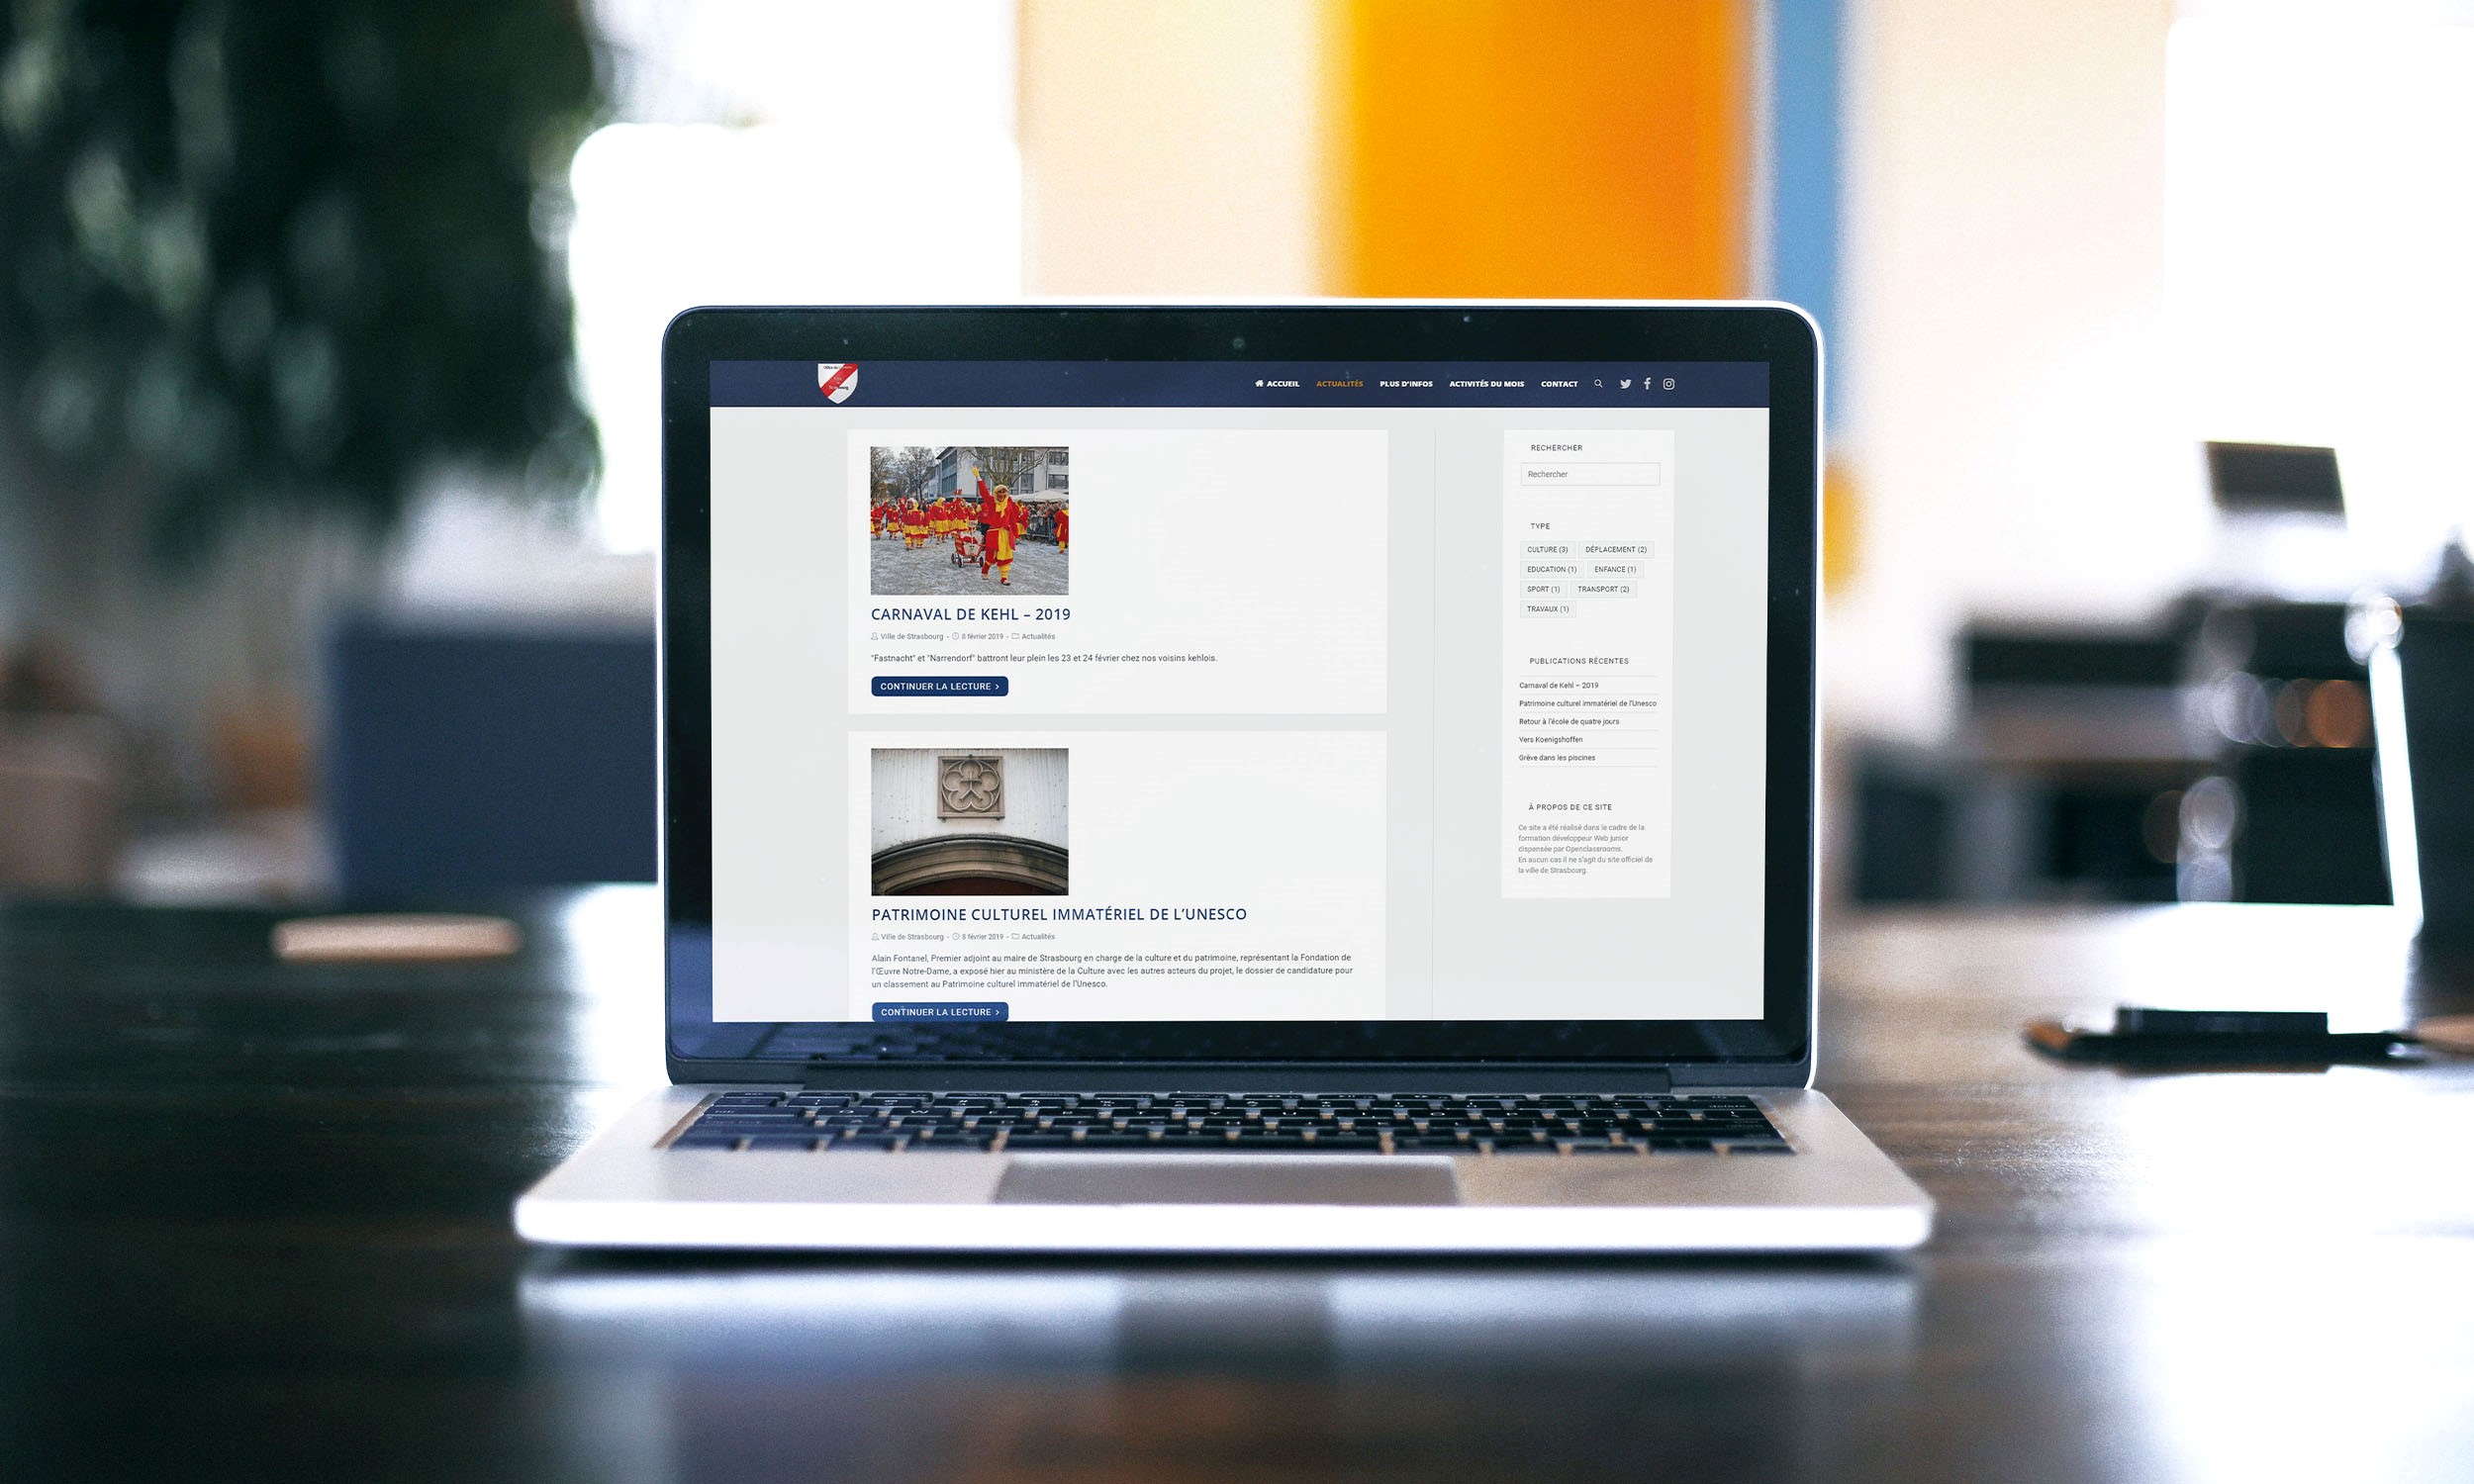 ACCUEIL ACTUALITÉS PLUS D'INFOS ACTIVITÉS DU MOIS CONTACT
CARNAVAL DE KEHL – 2019
Ville de Strasbourg - 8 février 2019 - Actualités
"Fastnacht" et "Narrendorf" battront leur plein les 23 et 24 février chez nos voisins kehlois.
CONTINUER LA LECTURE >
PATRIMOINE CULTUREL IMMATÉRIEL DE L'UNESCO
Ville de Strasbourg - 8 février 2019 - Actualités
Alain Fontanel, Premier adjoint au maire de Strasbourg en charge de la culture et du patrimoine, représentant la Fondation de
l'Œuvre Notre-Dame, a exposé hier au ministère de la Culture avec les autres acteurs du projet, le dossier de candidature pour
un classement au Patrimoine culturel immatériel de l'Unesco.
CONTINUER LA LECTURE >
RECHERCHER
Rechercher
TYPE
CULTURE (3) DÉPLACEMENT (2)
EDUCATION (1) ENFANCE (1)
SPORT (1) TRANSPORT (2)
TRAVAUX (1)
PUBLICATIONS RÉCENTES
Carnaval de Kehl – 2019
Patrimoine culturel immatériel de l'Unesco
Retour à l'école de quatre jours
Vers Koenigshoffen
Grève dans les piscines
À PROPOS DE CE SITE
Ce site a été réalisé dans le cadre de la
formation développeur Web junior
dispensée par Openclassrooms.
En aucun cas il ne s'agit du site officiel de
la ville de Strasbourg.